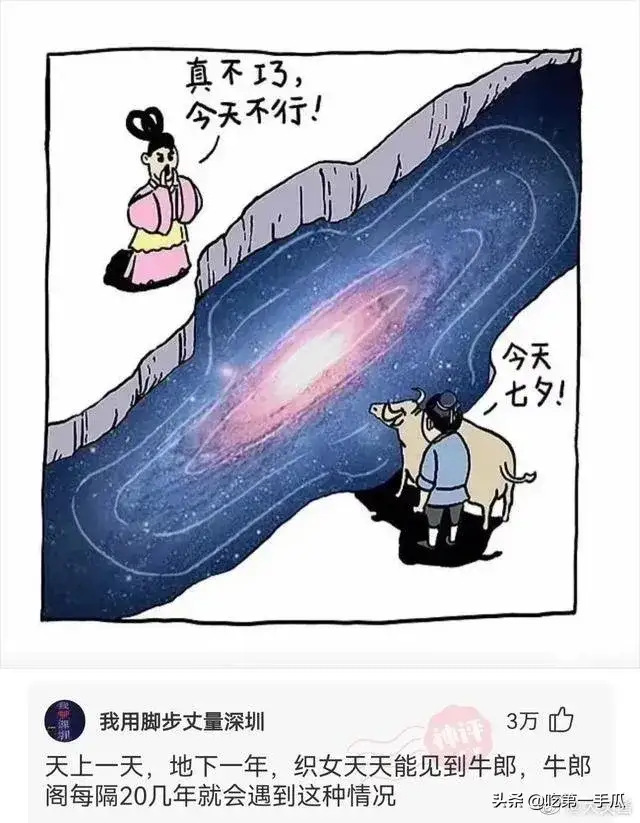 真不巧，
今天不行！
今天
七夕！
我用脚步丈量深圳
神评
3万
天上一天，地下一年，织女天天能见到牛郎，牛郎
阁每隔20几年就会遇到这种情况
头条 @吃第一手瓜